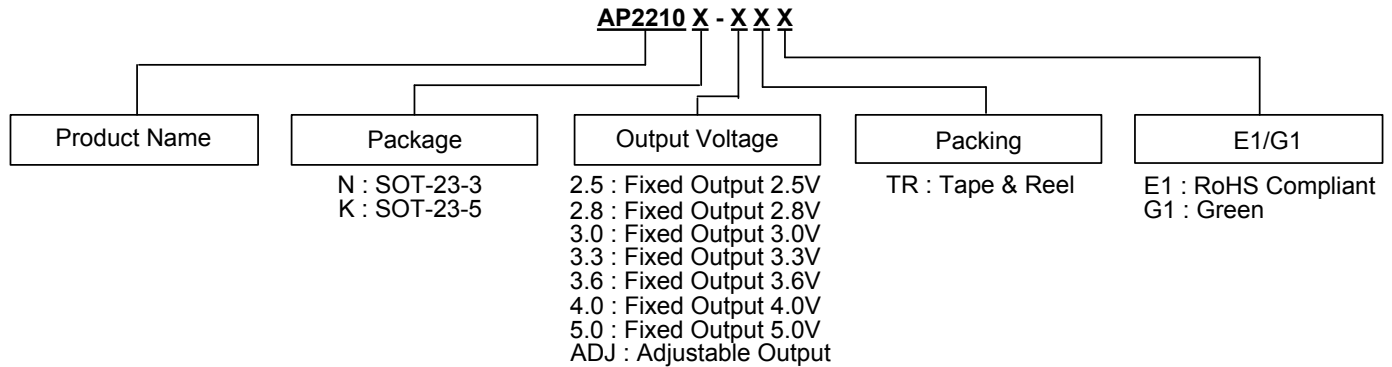 AP2210 X - X X X
Product Name
Package
Output Voltage
Packing
E1/G1
N : SOT-23-3
K : SOT-23-5
2.5 : Fixed Output 2.5V
2.8 : Fixed Output 2.8V
3.0 : Fixed Output 3.0V
3.3 : Fixed Output 3.3V
3.6 : Fixed Output 3.6V
4.0 : Fixed Output 4.0V
5.0 : Fixed Output 5.0V
ADJ : Adjustable Output
TR : Tape & Reel
E1 : RoHS Compliant
G1 : Green